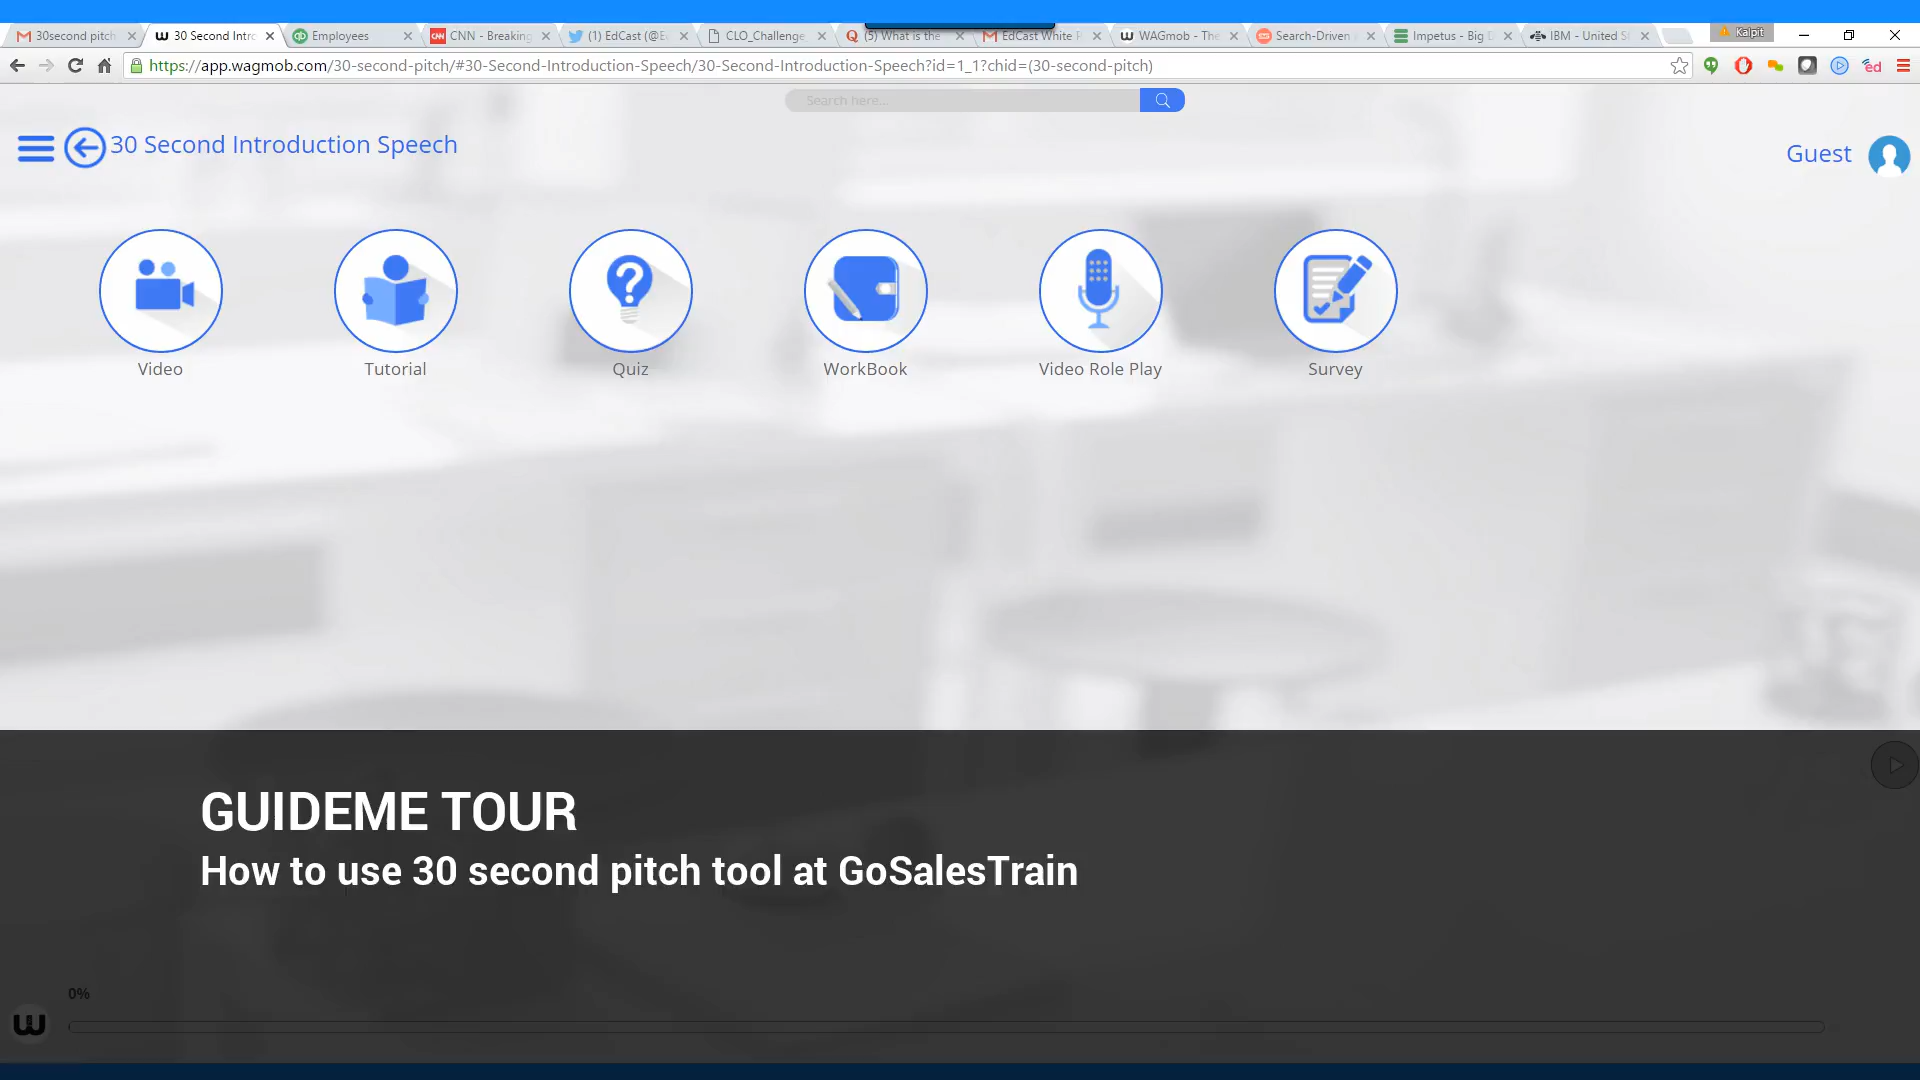 30second pitch
30 Second Intro
Employees
CNN - Breaking
(1) EdCast (@E
CLO_Challenge
(5) What is the
EdCast White
WAGmob - The
Search-Driven
Impetus - Big D
IBM - United S
Kalpit
https://app.wagmob.com/30-second-pitch/#30-Second-Introduction-Speech/30-Second-Introduction-Speech?id=1_1?chid=(30-second-pitch)
ed
Search here...
30 Second Introduction Speech
Guest
Video
Tutorial
Quiz
WorkBook
Video Role Play
Survey
GUIDEME TOUR
How to use 30 second pitch tool at GoSalesTrain
0%
W